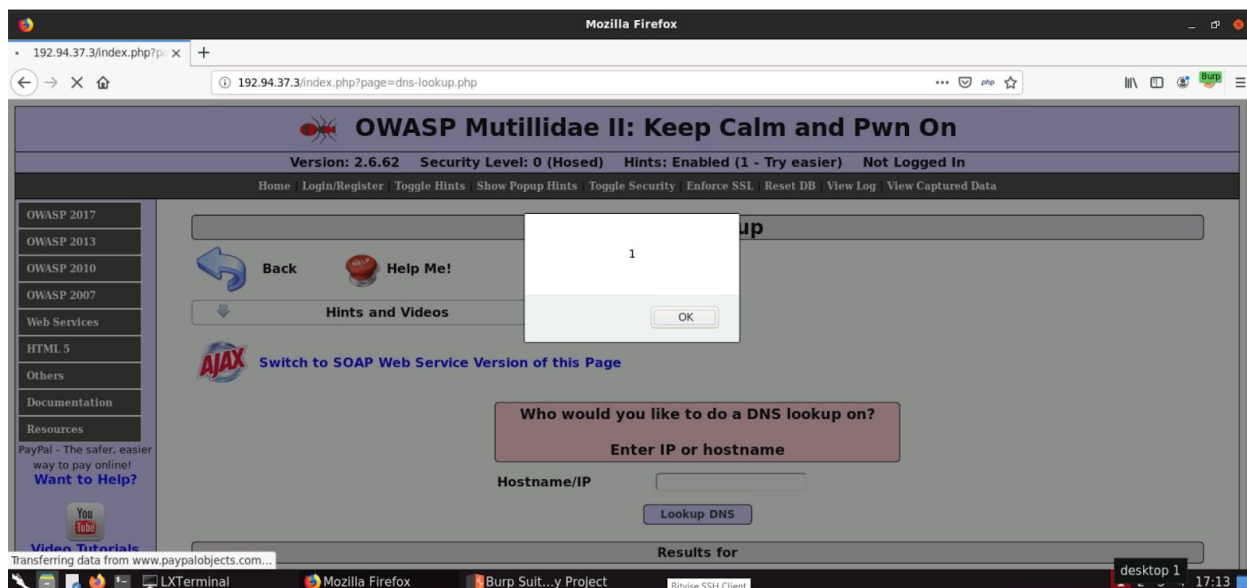 Mozilla Firefox
192.94.37.3/index.php?pa
192.94.37.3/index.php?page=dns-lookup.php
php
Burp
OWASP Mutillidae II: Keep Calm and Pwn On
Version: 2.6.62 Security Level: 0 (Hosed) Hints: Enabled (1 - Try easier) Not Logged In
Home | Login/Register | Toggle Hints | Show Popup Hints | Toggle Security | Enforce SSL | Reset DB | View Log | View Captured Data
OWASP 2017
OWASP 2013
OWASP 2010
OWASP 2007
Web Services
HTML 5
Others
Documentation
Resources
PayPal - The safer, easier
way to pay online!
Want to Help?
You
Tube
Video Tutorials
up
Back
HELP
Help Me!
Hints and Videos
1
OK
AJAX
Switch to SOAP Web Service Version of this Page
Who would you like to do a DNS lookup on?
Enter IP or hostname
Hostname/IP
Lookup DNS
Results for
Transferring data from www.paypalobjects.com...
desktop 1
LXTerminal
Mozilla Firefox
Burp Suit...y Project
Bitvise SSH Client
17:13